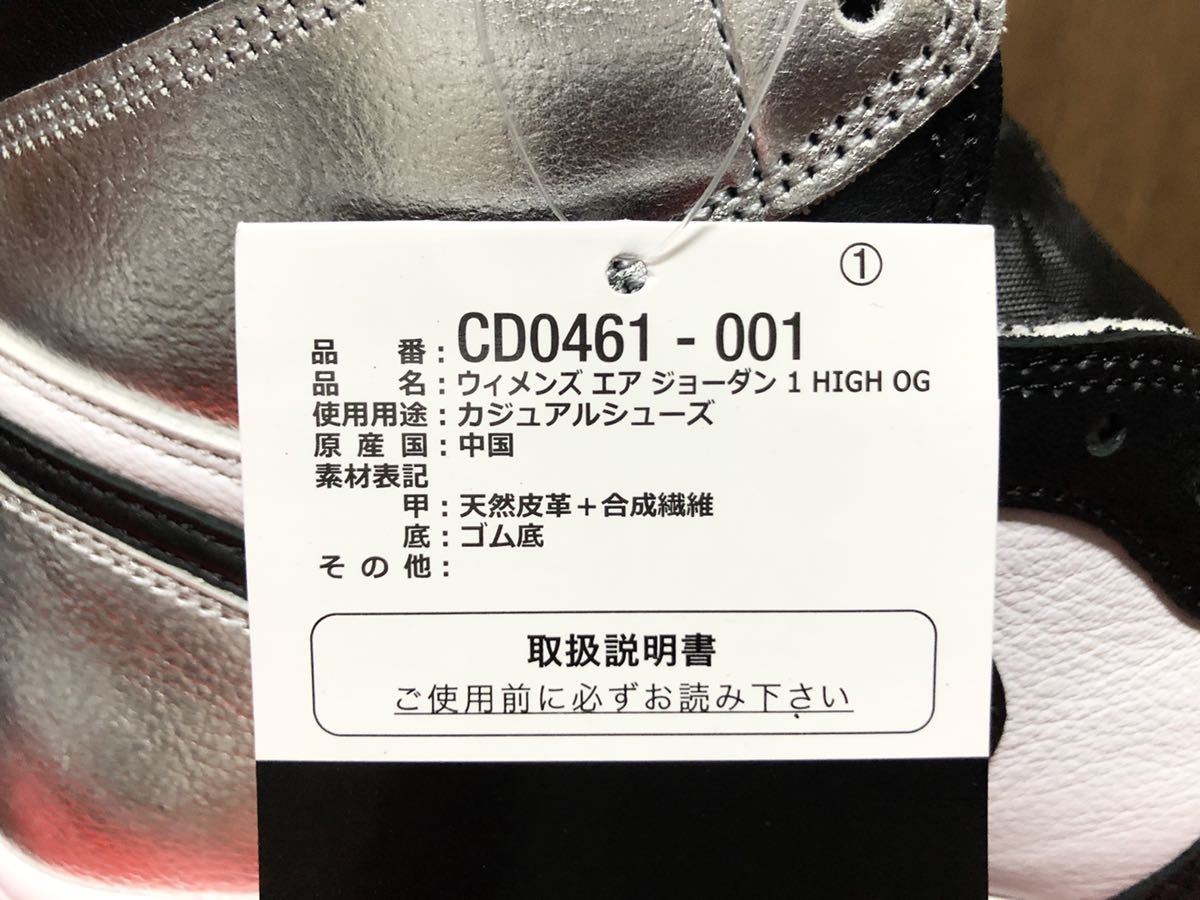 ①
品番：CD0461 - 001
品名：ウィメンズ エア ジョーダン 1 HIGH OG
使用用途：カジュアルシューズ
原産国：中国
素材表記
甲：天然皮革＋合成繊維
底：ゴム底
その他：
取扱説明書
ご使用前に必ずお読み下さい